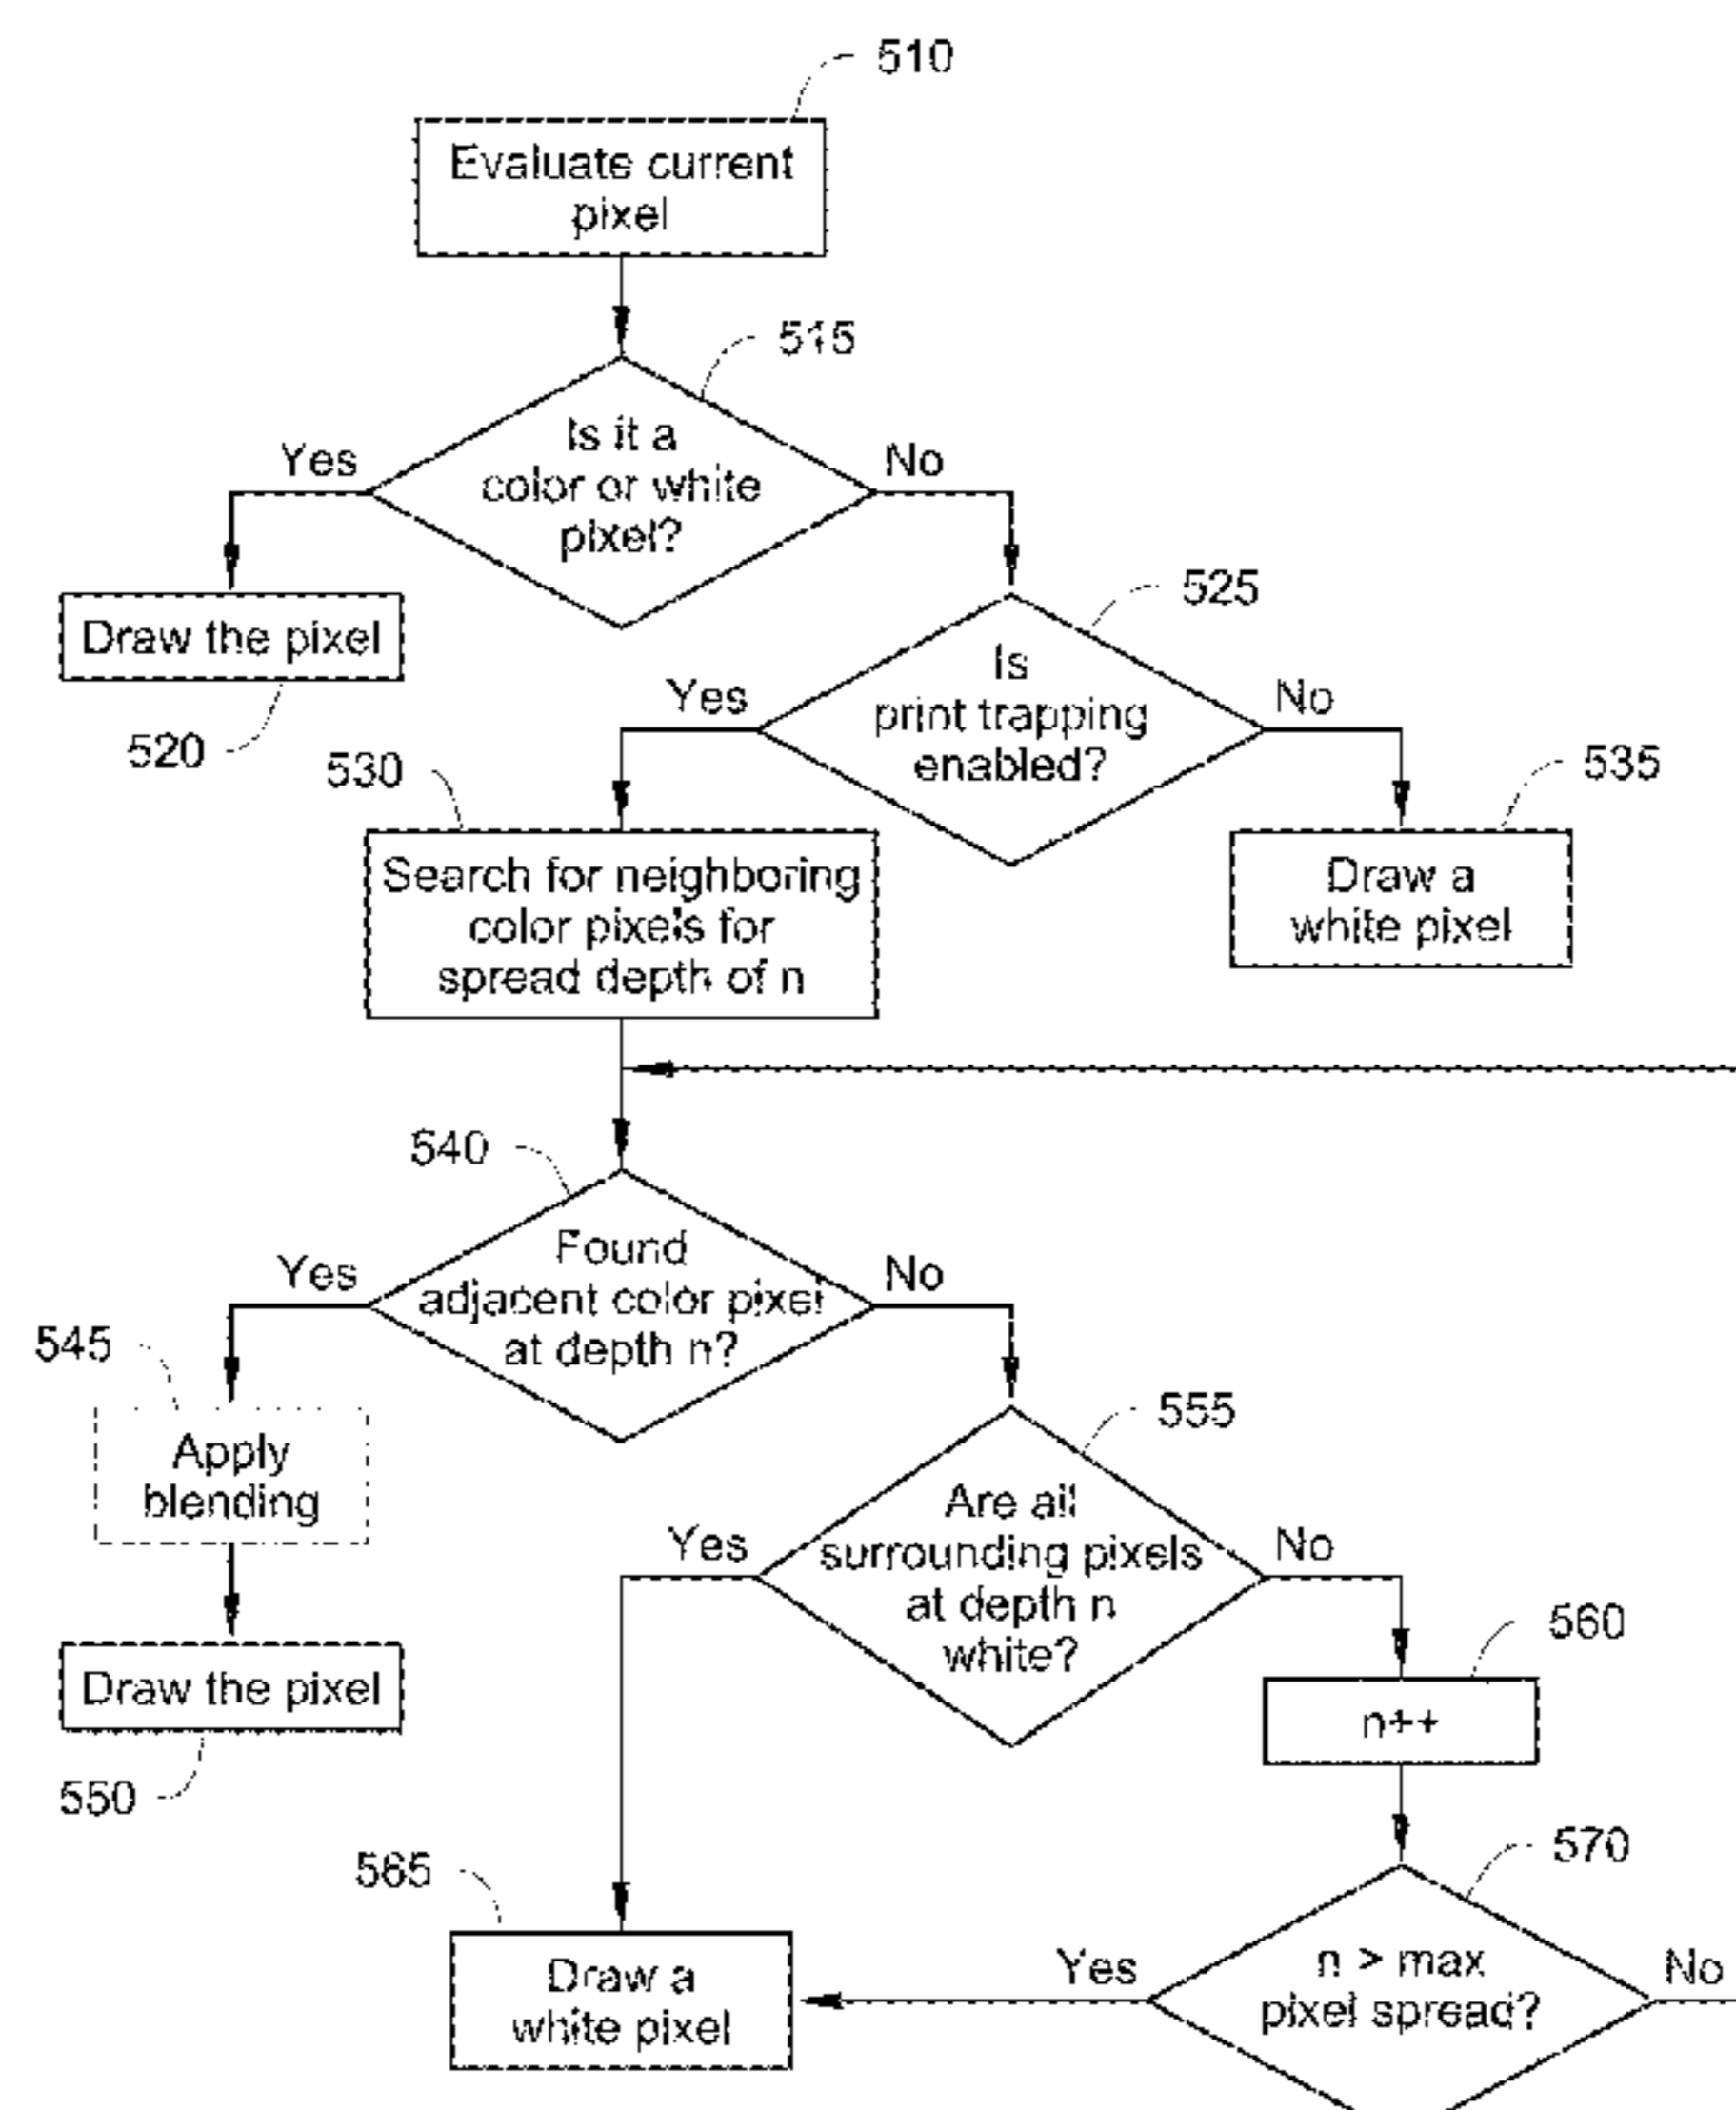 510
Evaluate current
pixel
515
Is it a
color or white
pixel?
Yes
No
Draw the pixel
520
525
Is
print trapping
enabled?
Yes
No
530
Search for neighboring
color pixels for
spread depth of n
535
Draw a
white pixel
540
Found
adjacent color pixel
at depth n?
Yes
No
545
Apply
blending
Draw the pixel
550
555
Are all
surrounding pixels
at depth n
white?
Yes
No
560
n++
565
Draw a
white pixel
570
n > max
pixel spread?
Yes
No